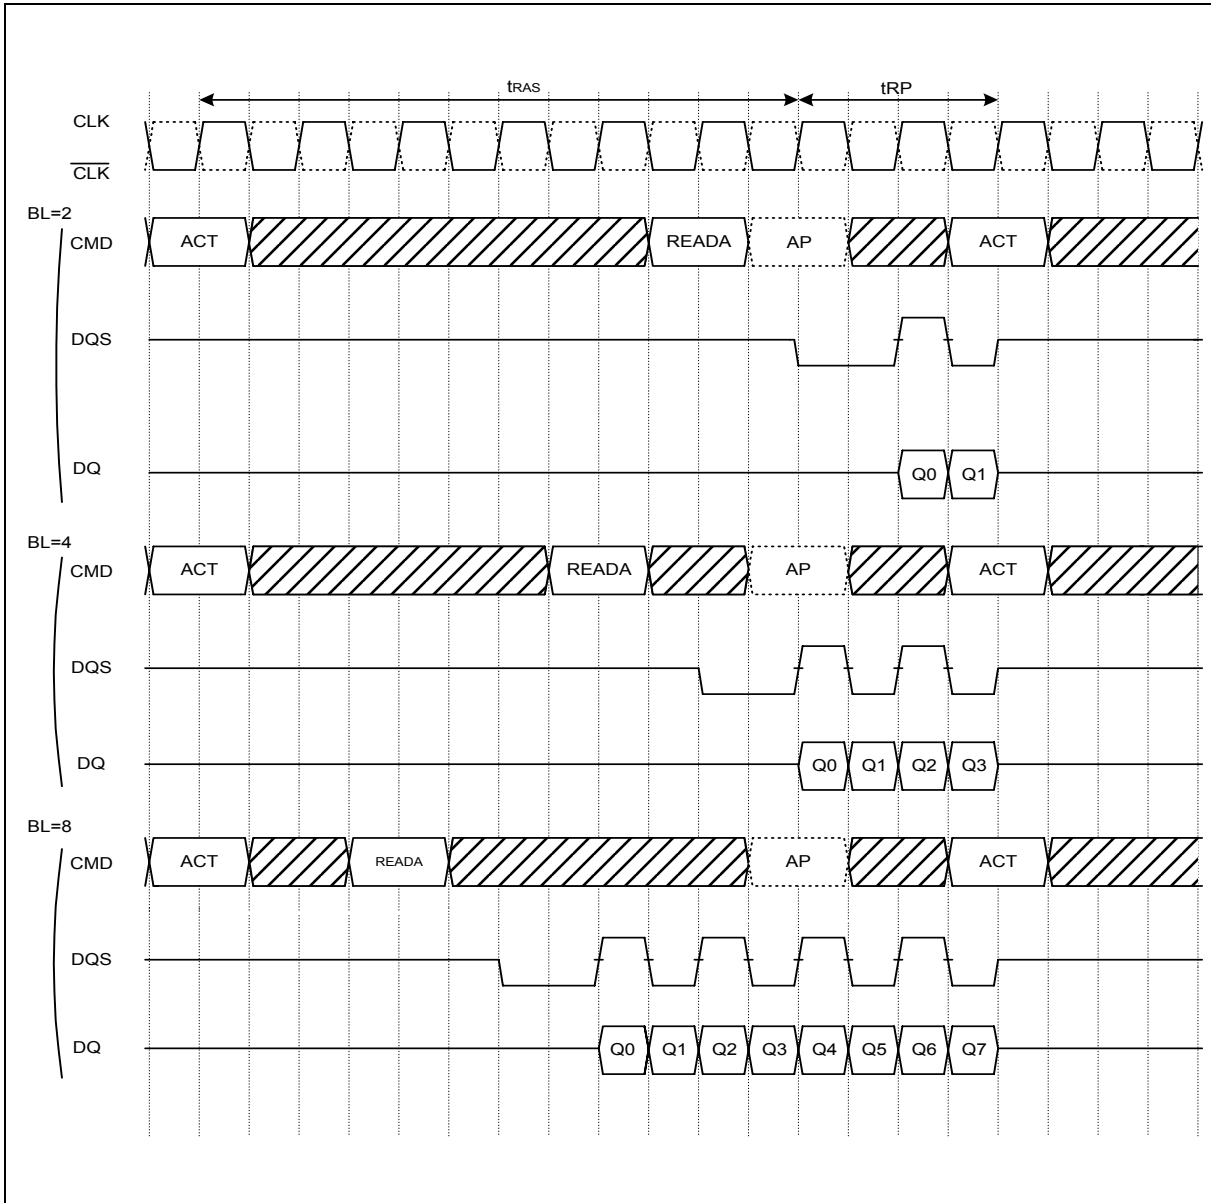 tRAS tRP
CLK
CLK
BL=2
CMD ACT READA AP ACT
DQS
DQ Q0 Q1
BL=4
CMD ACT READA AP ACT
DQS
DQ Q0 Q1 Q2 Q3
BL=8
CMD ACT READA AP ACT
DQS
DQ Q0 Q1 Q2 Q3 Q4 Q5 Q6 Q7